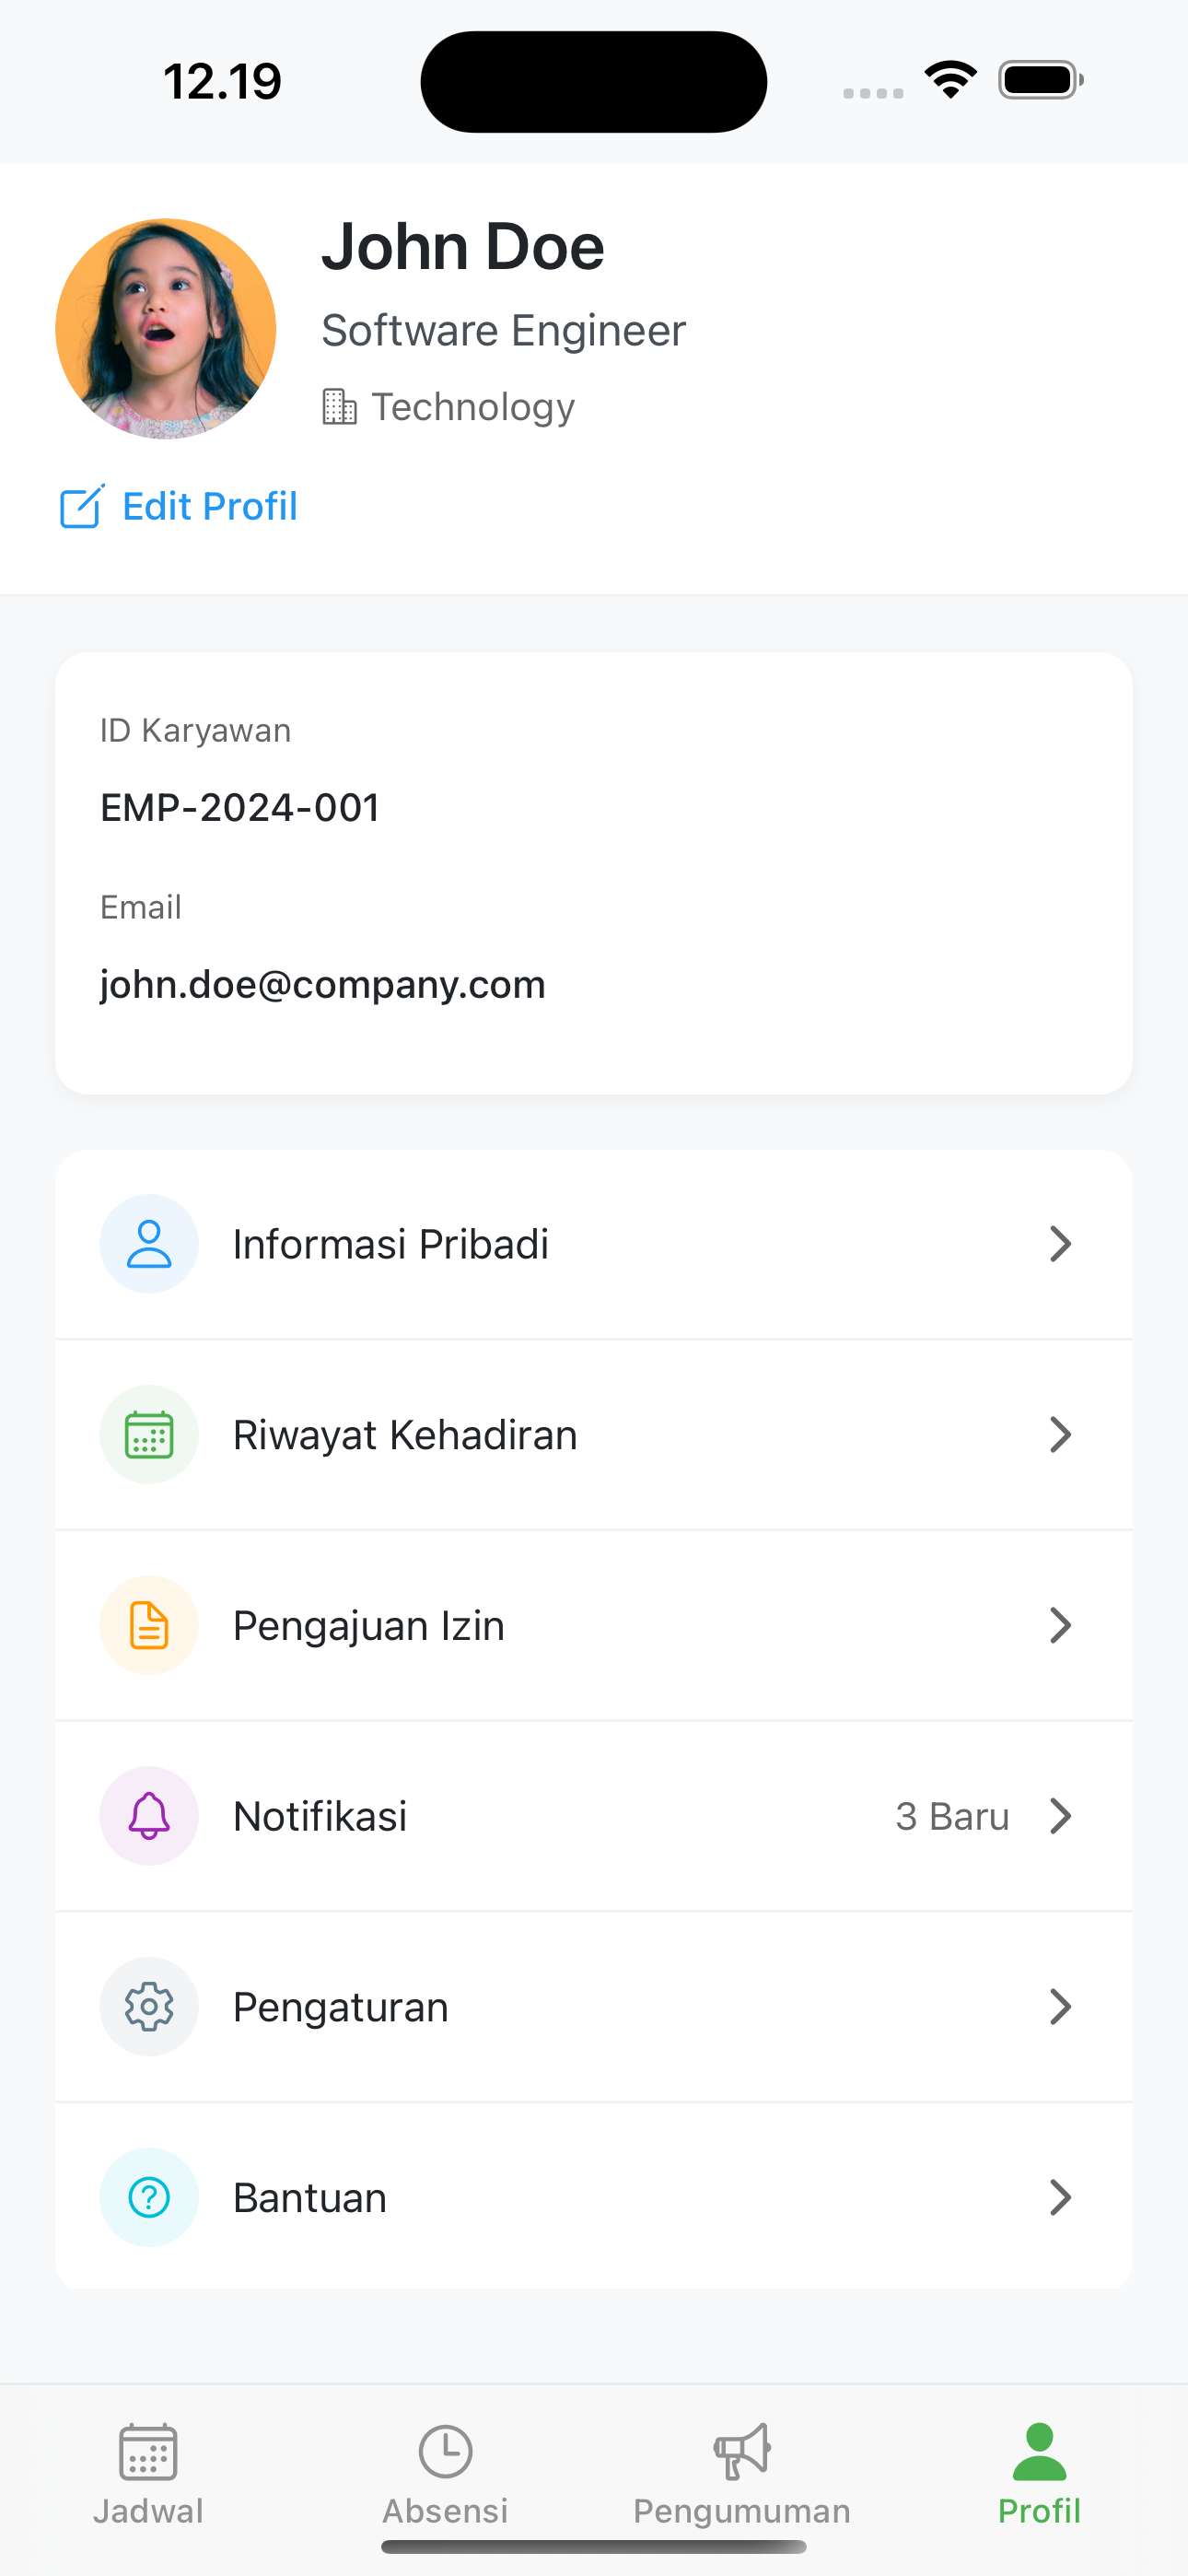 12.19
John Doe
Software Engineer
Technology
Edit Profil
ID Karyawan
EMP-2024-001
Email
john.doe@company.com
Informasi Pribadi
Riwayat Kehadiran
Pengajuan Izin
Notifikasi 3 Baru
Pengaturan
Bantuan
Jadwal Absensi Pengumuman Profil